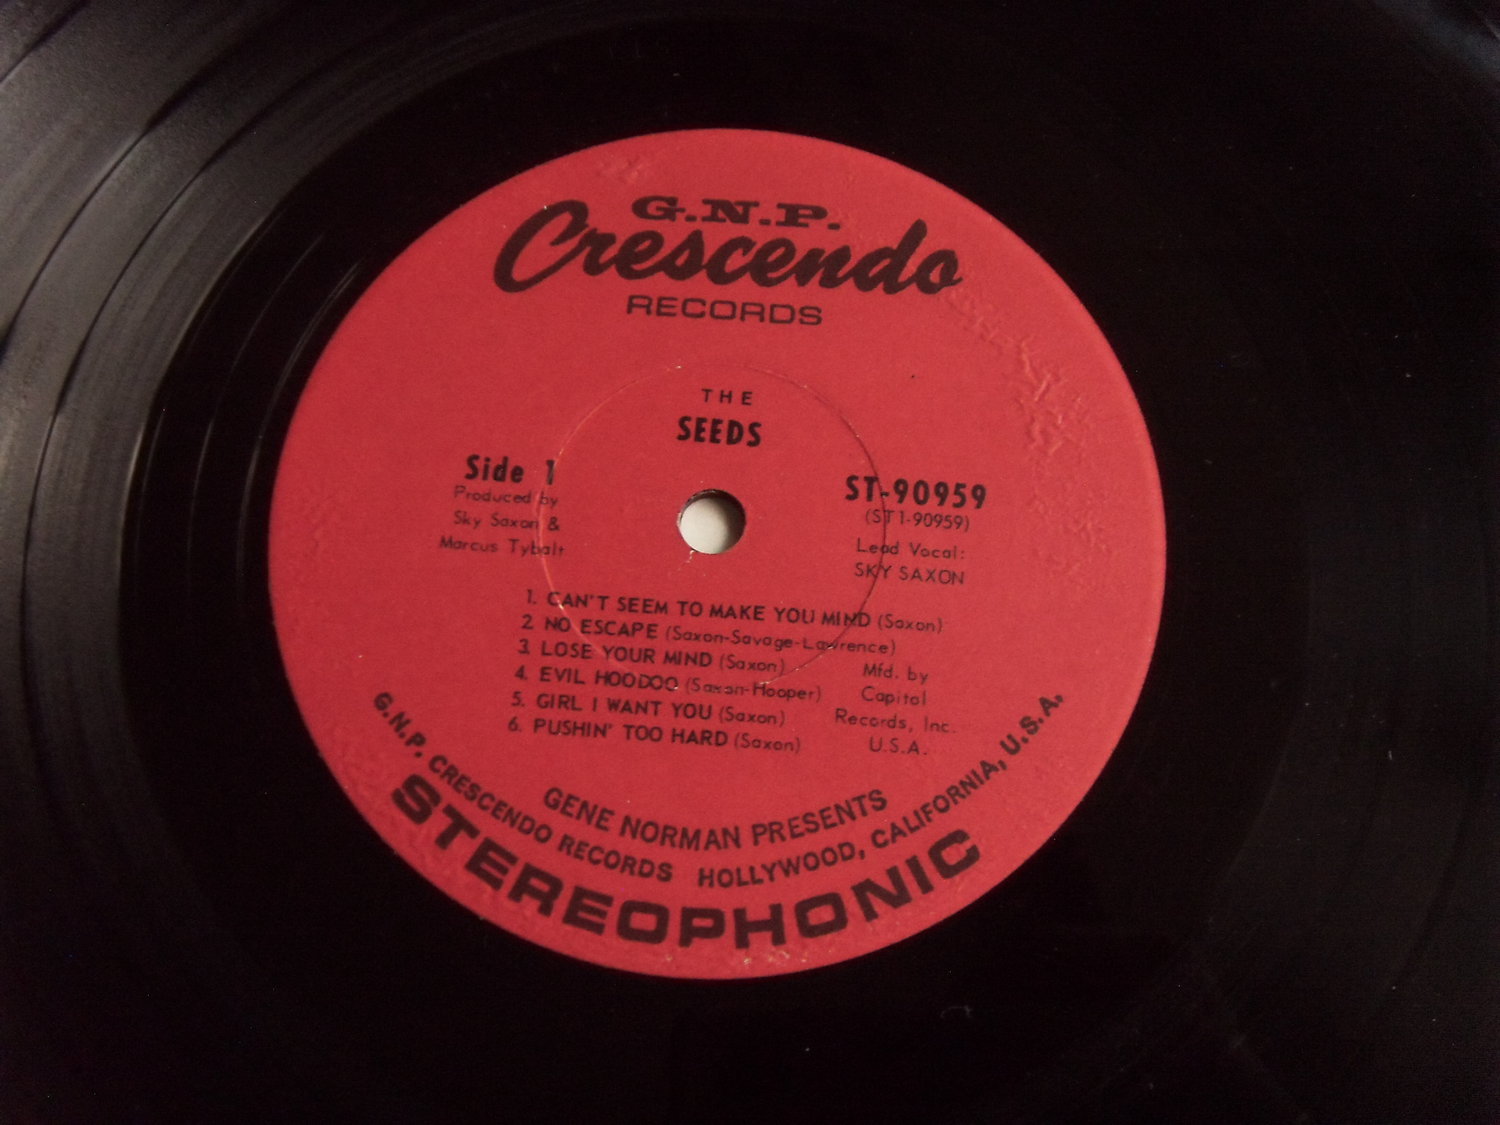 G.N.P.
Crescendo
RECORDS
THE
SEEDS
Side 1
Produced by
Sky Saxon &
Marcus Tybalt
ST-90959
(ST1-90959)
Lead Vocal:
SKY SAXON
1. CAN'T SEEM TO MAKE YOU MIND (Saxon)
2. NO ESCAPE (Saxon-Savage-Lawrence)
3. LOSE YOUR MIND (Saxon)
4. EVIL HOODOO (Saxon-Hooper)
5. GIRL I WANT YOU (Saxon)
6. PUSHIN' TOO HARD (Saxon)
Mfd. by
Capitol
Records, Inc.
U.S.A.
GENE NORMAN PRESENTS
G.N.P. CRESCENDO RECORDS HOLLYWOOD, CALIFORNIA, U.S.A.
STEREOPHONIC